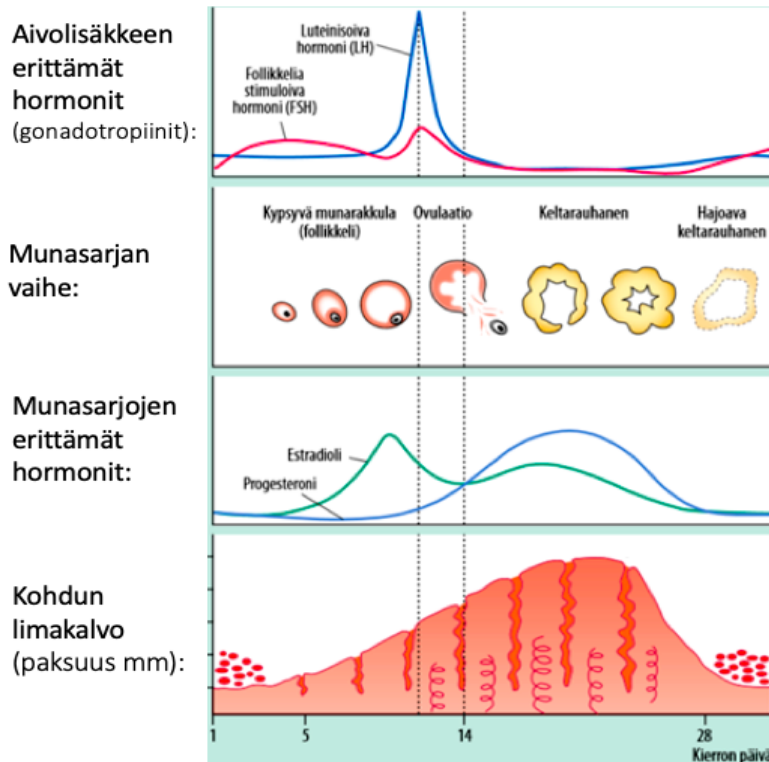 Aivolisäkkeen
erittämät
hormonit
(gonadotropiinit):
Luteinisoiva
hormoni (LH)
Follikkelia
stimuloiva
hormoni (FSH)
Munasarjan
vaihe:
Kypsyvä munarakkula
(follikkeli)
Ovulaatio
Keltarauhanen
Hajoava
keltarauhanen
Munasarjojen
erittämät
hormonit:
Estradioli
Progesteroni
Kohdun
limakalvo
(paksuus mm):
1 5 14 28
Kierron päivä